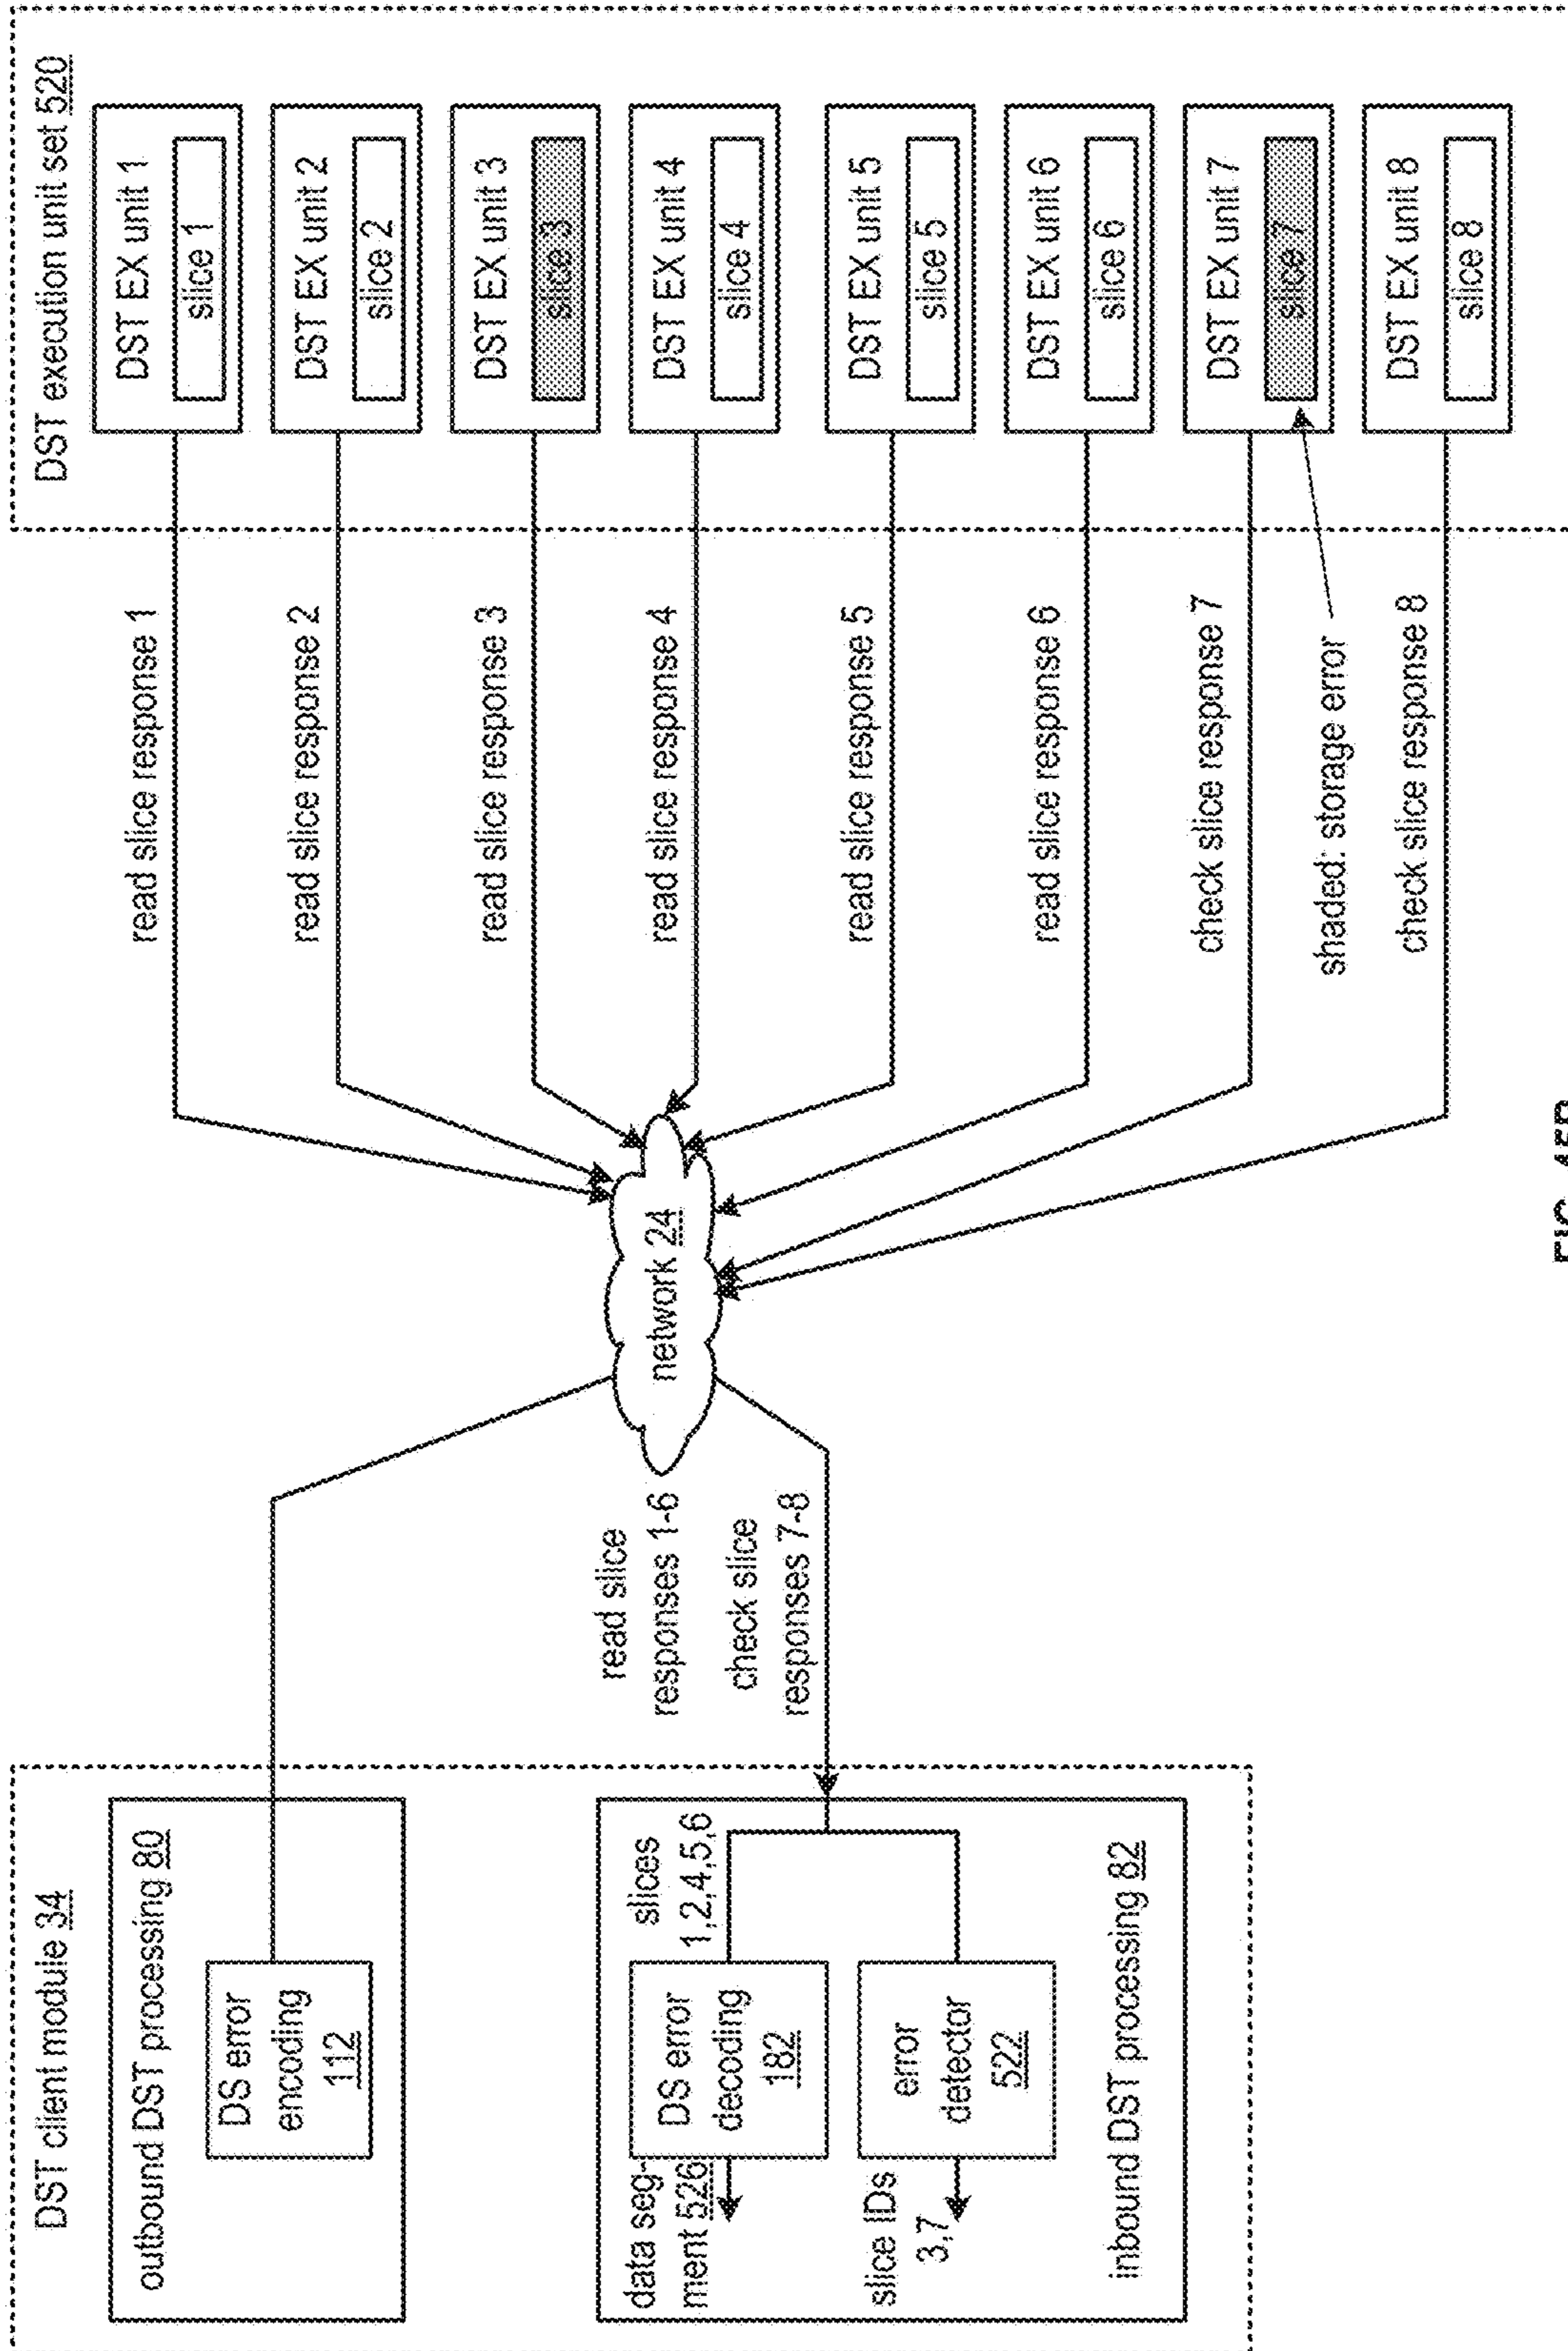 DST client module 34
outbound DST processing 80
DS error
encoding
112
data seg-
ment 526
DS error
decoding
182
slices
1,2,4,5,6
slice IDs
3,7
error
detector
522
inbound DST processing 82
read slice
responses 1-6
check slice
responses 7-8
network 24
read slice response 1
read slice response 2
read slice response 3
read slice response 4
read slice response 5
read slice response 6
check slice response 7
shaded: storage error
check slice response 8
DST execution unit set 520
DST EX unit 1
slice 1
DST EX unit 2
slice 2
DST EX unit 3
slice 3
DST EX unit 4
slice 4
DST EX unit 5
slice 5
DST EX unit 6
slice 6
DST EX unit 7
slice 7
DST EX unit 8
slice 8